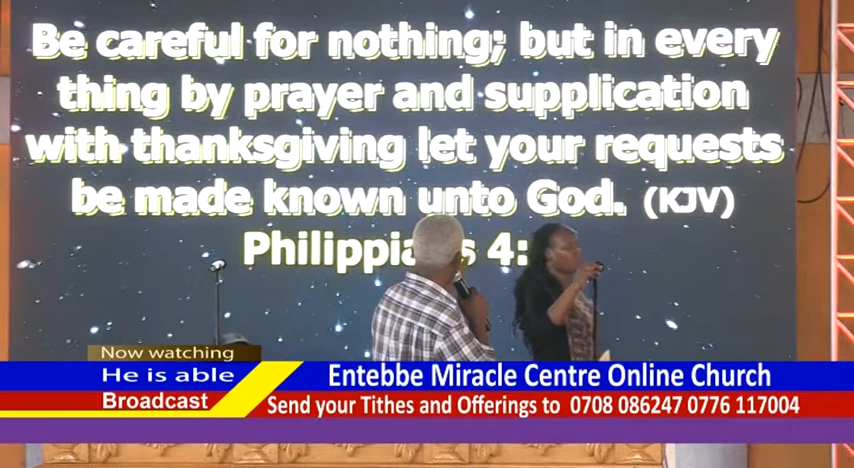 Be careful for nothing; but in every
thing by prayer and supplication
with thanksgiving let your requests
be made known unto God. (KJV)
4:
Now watching
He is able
Broadcast
Entebbe Miracle Centre Online Church
Send your Tithes and Offerings to 0708 086247 0776 117004